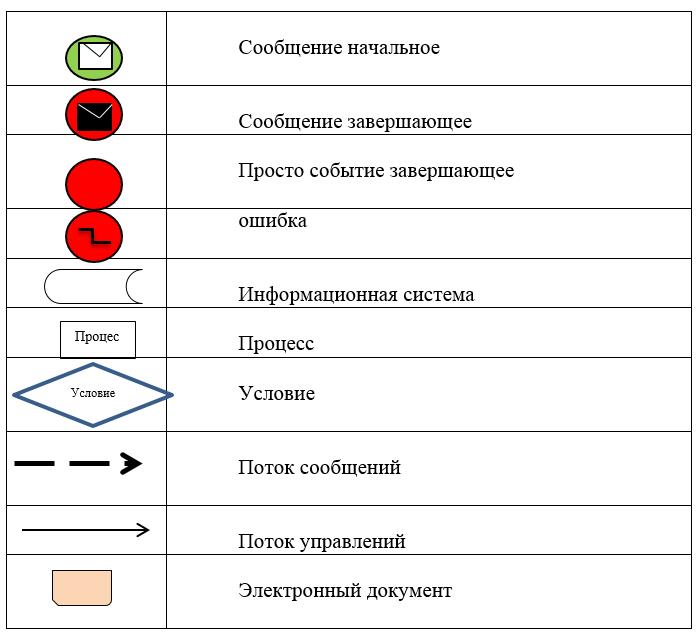 Сообщение начальное
Сообщение завершающее
Просто событие завершающее
ошибка
Информационная система
Процес
Процесс
Условие
Условие
Поток сообщений
Поток управлений
Электронный документ